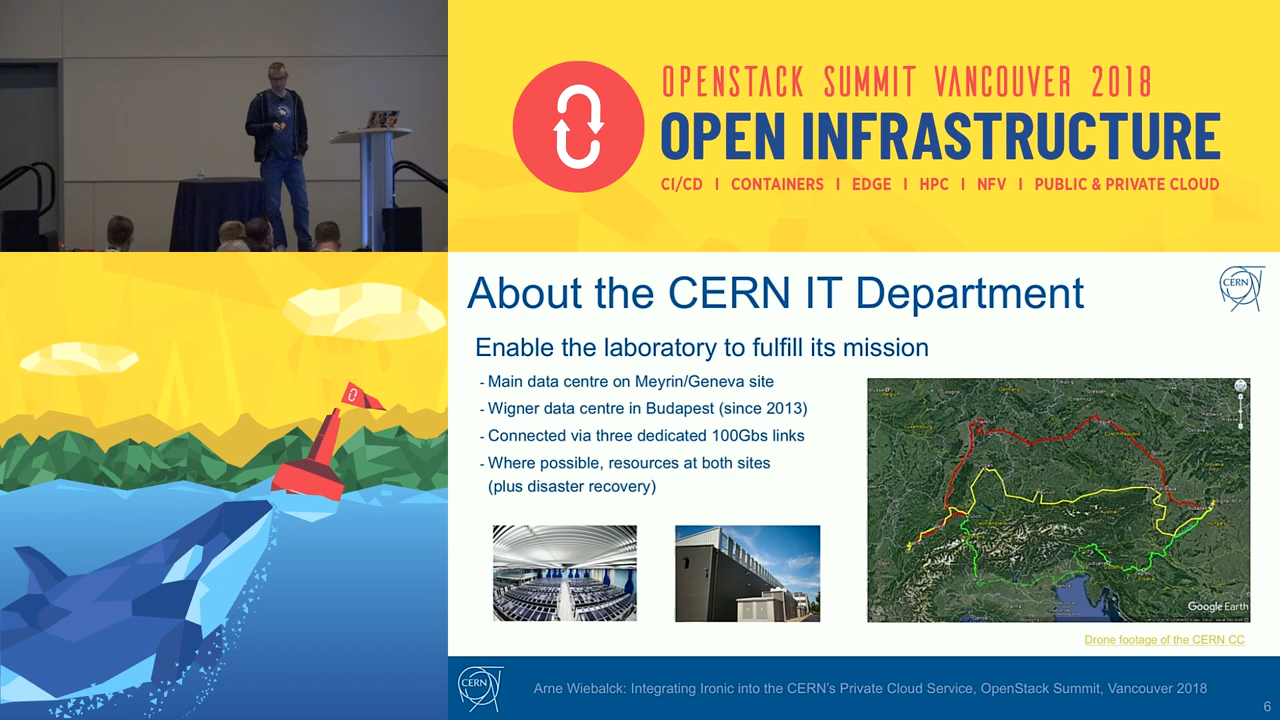 OPENSTACK SUMMIT VANCOUVER 2018
OPEN INFRASTRUCTURE
CI/CD | CONTAINERS | EDGE | HPC | NFV | PUBLIC & PRIVATE CLOUD
About the CERN IT Department
CERN
Enable the laboratory to fulfill its mission
- Main data centre on Meyrin/Geneva site
- Wigner data centre in Budapest (since 2013)
- Connected via three dedicated 100Gbs links
- Where possible, resources at both sites
(plus disaster recovery)
Google Earth
Drone footage of the CERN CC
CERN
Arne Wiebalck: Integrating Ironic into the CERN's Private Cloud Service, OpenStack Summit, Vancouver 2018
6